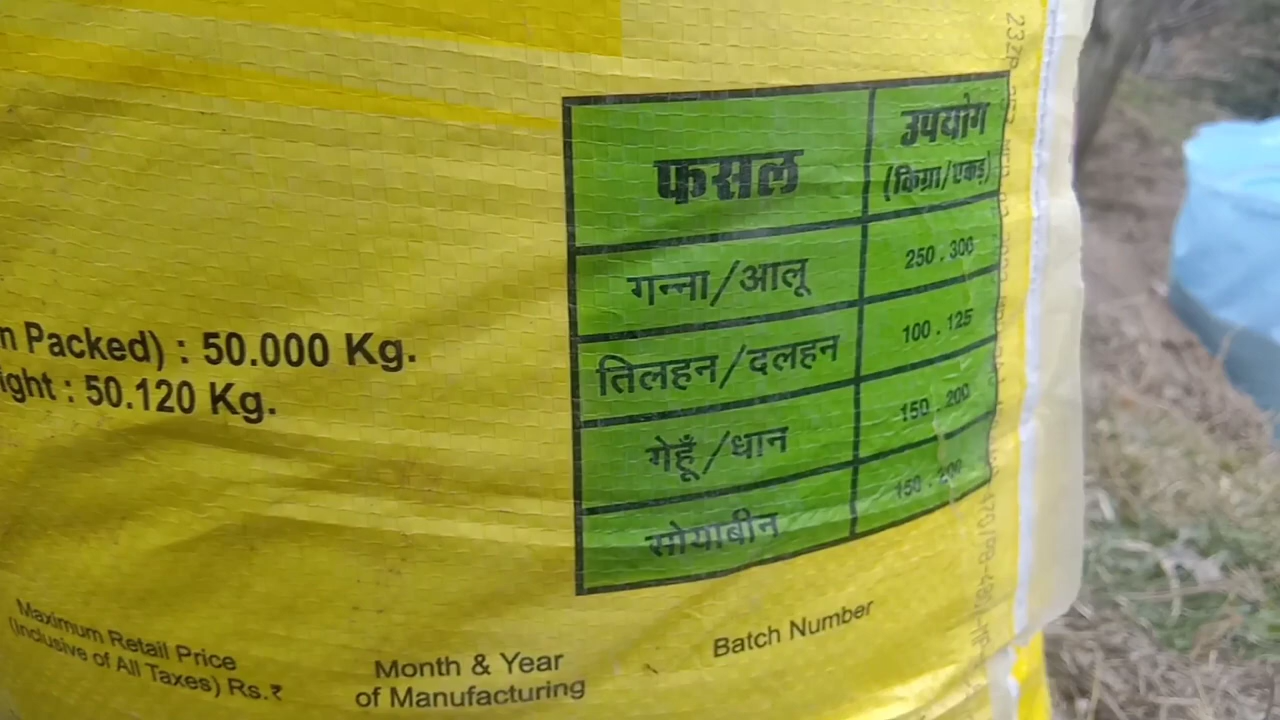 फसल
उपयोग
(किग्रा/एकड़)
गन्ना/आलू
250 . 300
तिलहन/दलहन
100 . 125
गेहूँ/धान
150 . 200
सोयाबीन
150 . 200
Packed) : 50.000 Kg.
: 50.120 Kg.
Maximum Retail Price
(Inclusive of All Taxes) Rs.₹
Month & Year
of Manufacturing
Batch Number